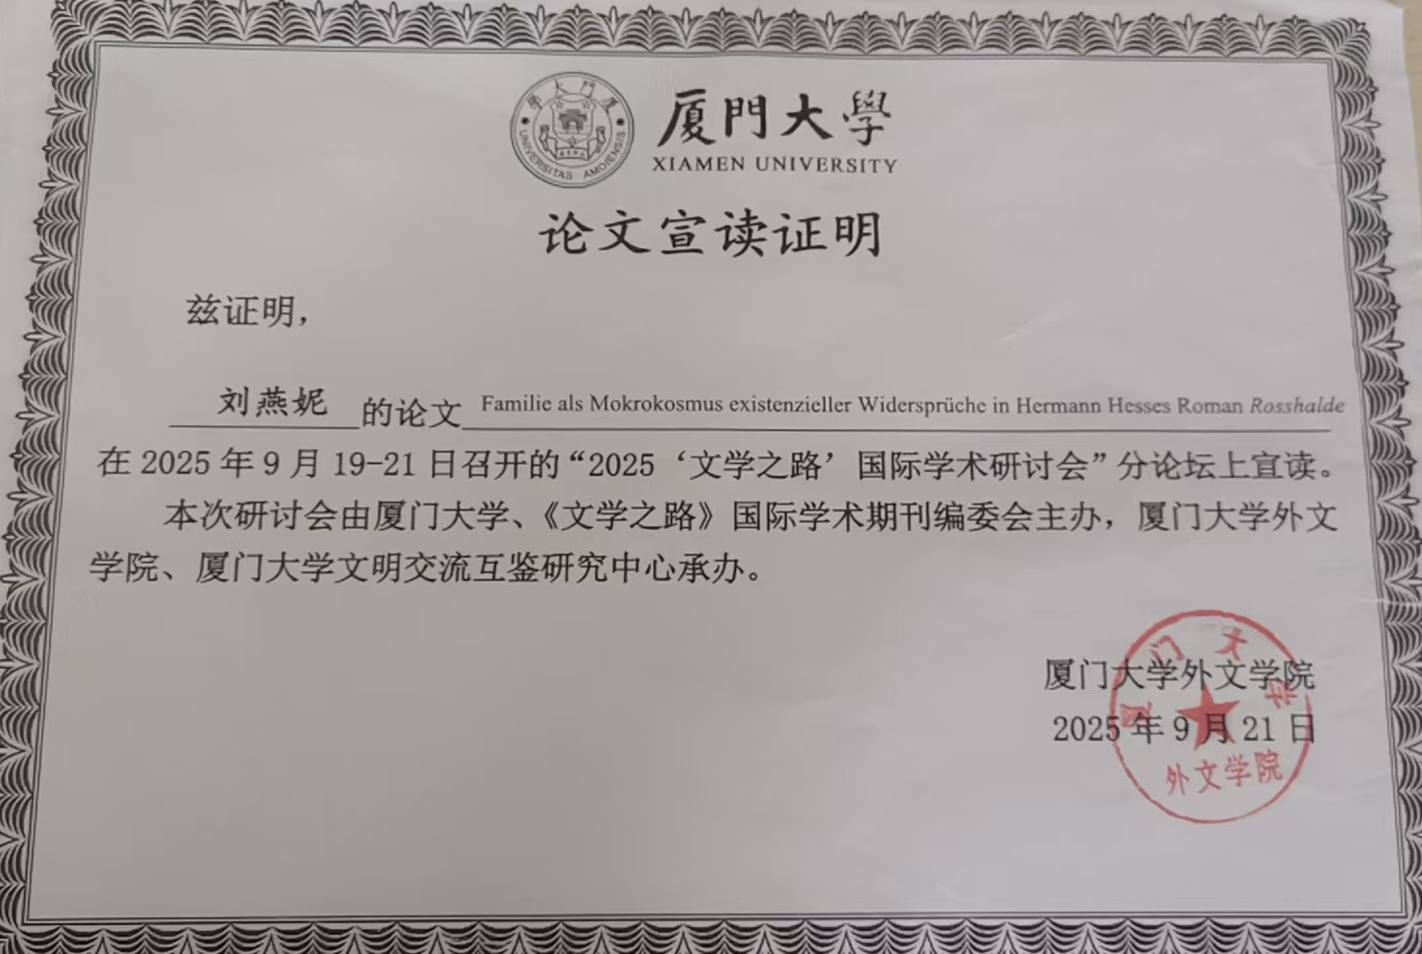 厦門大學
XIAMEN UNIVERSITY
UNIVERSITAS AMOIENSIS
论文宣读证明
兹证明，
刘燕妮 的论文 Familie als Mokrokosmus existenzieller Widersprüche in Hermann Hesses Roman Rosshalde
在 2025 年 9 月 19-21 日召开的“2025 ‘文学之路’ 国际学术研讨会”分论坛上宣读。
本次研讨会由厦门大学、《文学之路》国际学术期刊编委会主办，厦门大学外文
学院、厦门大学文明交流互鉴研究中心承办。
厦门大学外文学院
2025 年 9 月 21 日
厦门大学
外文学院